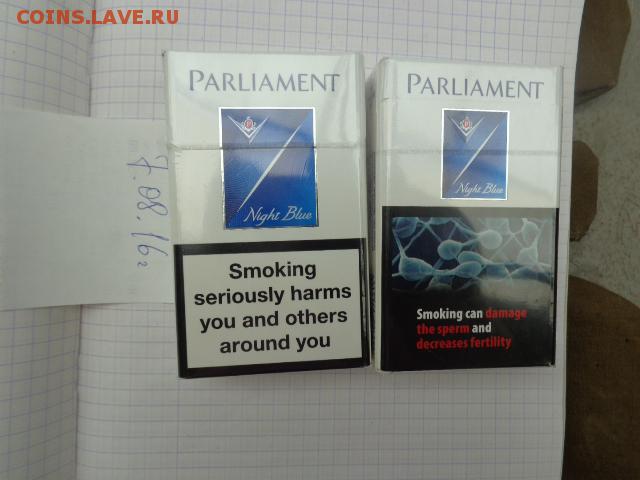 COINS.LAVE.RU
PARLIAMENT
Night Blue
Smoking
seriously harms
you and others
around you
PARLIAMENT
Night Blue
Smoking can damage
the sperm and
decreases fertility
7.08.16г